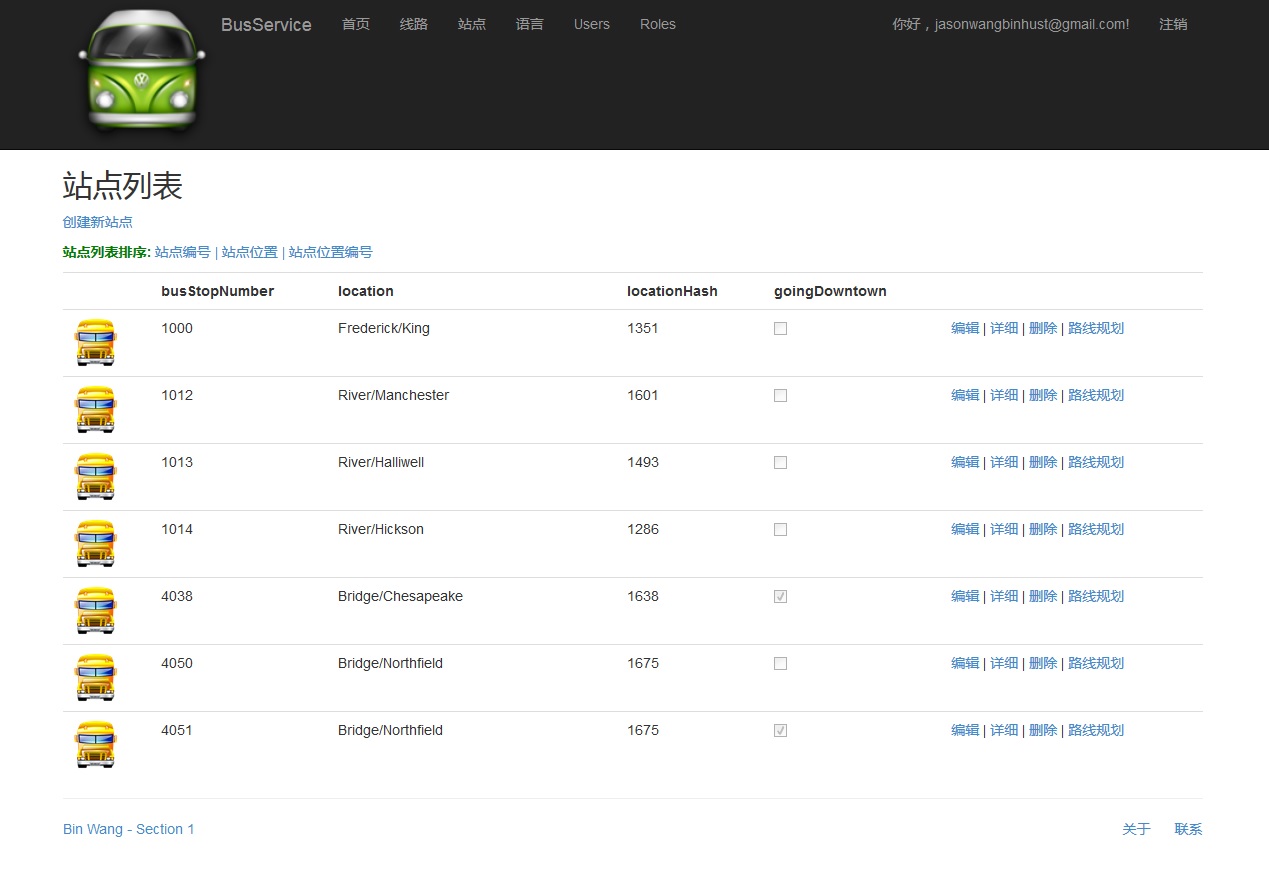 BusService 首页 线路 站点 语言 Users Roles 你好，jasonwangbinhust@gmail.com! 注销
站点列表
创建新站点
站点列表排序: 站点编号 | 站点位置 | 站点位置编号
busStopNumber location locationHash goingDowntown
1000 Frederick/King 1351 编辑 | 详细 | 删除 | 路线规划
1012 River/Manchester 1601 编辑 | 详细 | 删除 | 路线规划
1013 River/Halliwell 1493 编辑 | 详细 | 删除 | 路线规划
1014 River/Hickson 1286 编辑 | 详细 | 删除 | 路线规划
4038 Bridge/Chesapeake 1638 编辑 | 详细 | 删除 | 路线规划
4050 Bridge/Northfield 1675 编辑 | 详细 | 删除 | 路线规划
4051 Bridge/Northfield 1675 编辑 | 详细 | 删除 | 路线规划
Bin Wang - Section 1 关于 联系